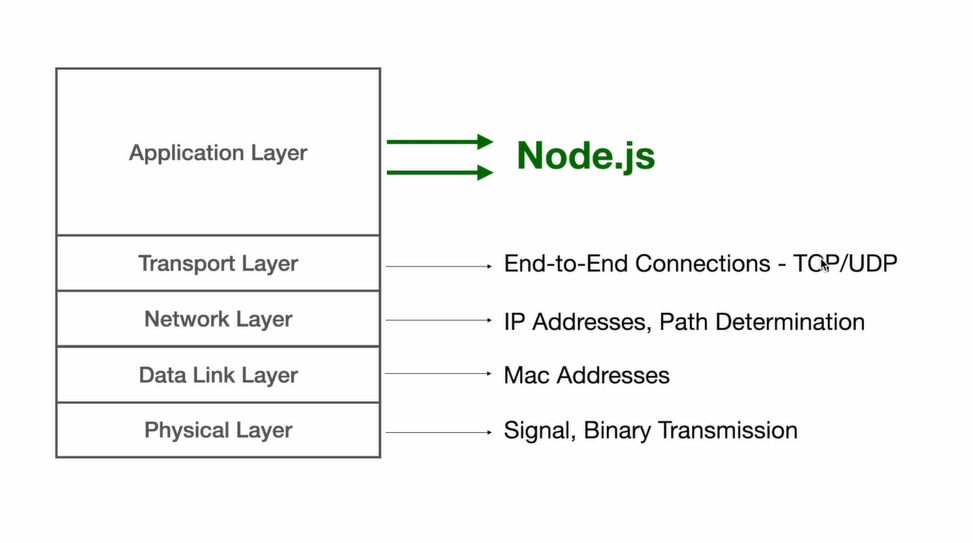 Application Layer
Node.js
Transport Layer
End-to-End Connections - TCP/UDP
Network Layer
IP Addresses, Path Determination
Data Link Layer
Mac Addresses
Physical Layer
Signal, Binary Transmission